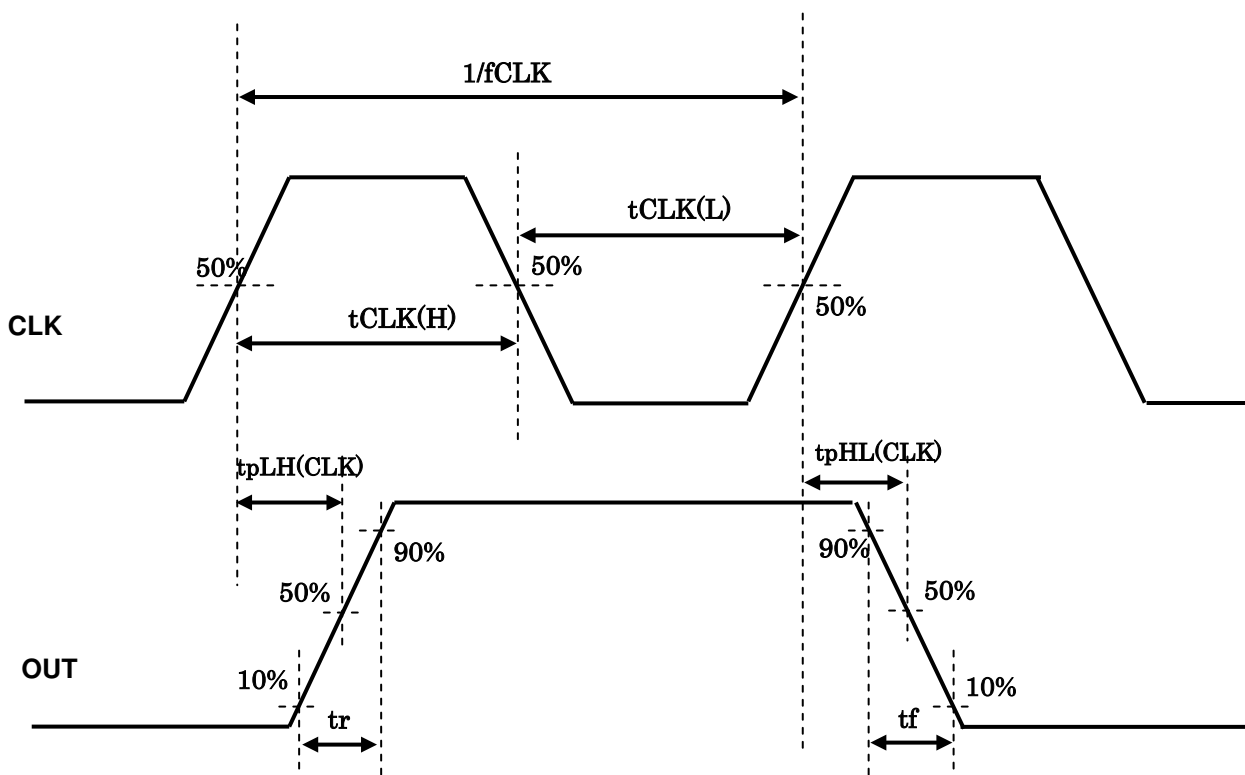 1/fCLK
tCLK(L)
50%
50%
50%
CLK
tCLK(H)
tpLH(CLK)
tpHL(CLK)
90%
90%
50%
50%
OUT
10%
10%
tr
tf